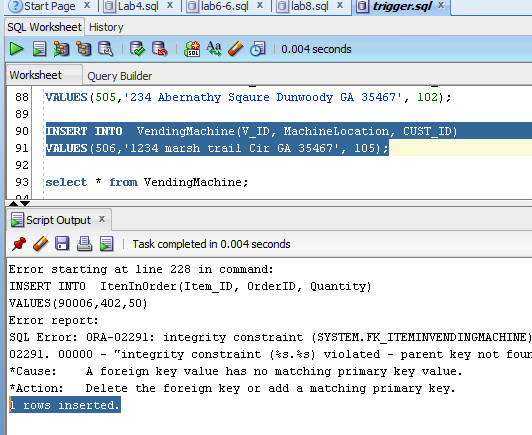 Start Page x Lab4.sql x lab6-6.sql x lab8.sql x trigger.sql x
SQL Worksheet History
0.004 seconds
Worksheet Query Builder
88 VALUES(505,'234 Abernathy Sqaure Dunwoody GA 35467', 102);
89
90 INSERT INTO VendingMachine(V_ID, MachineLocation, CUST_ID)
91 VALUES(506,'1234 marsh trail Cir GA 35467', 105);
92
93 select * from VendingMachine;
94
Script Output x
Task completed in 0.004 seconds
Error starting at line 228 in command:
INSERT INTO ItenInOrder(Item_ID, OrderID, Quantity)
VALUES(90006,402,50)
Error report:
SQL Error: ORA-02291: integrity constraint (SYSTEM.FK_ITEMINVENDINGMACHINE)
02291. 00000 - "integrity constraint (%s.%s) violated - parent key not foun
*Cause: A foreign key value has no matching primary key value.
*Action: Delete the foreign key or add a matching primary key.
1 rows inserted.